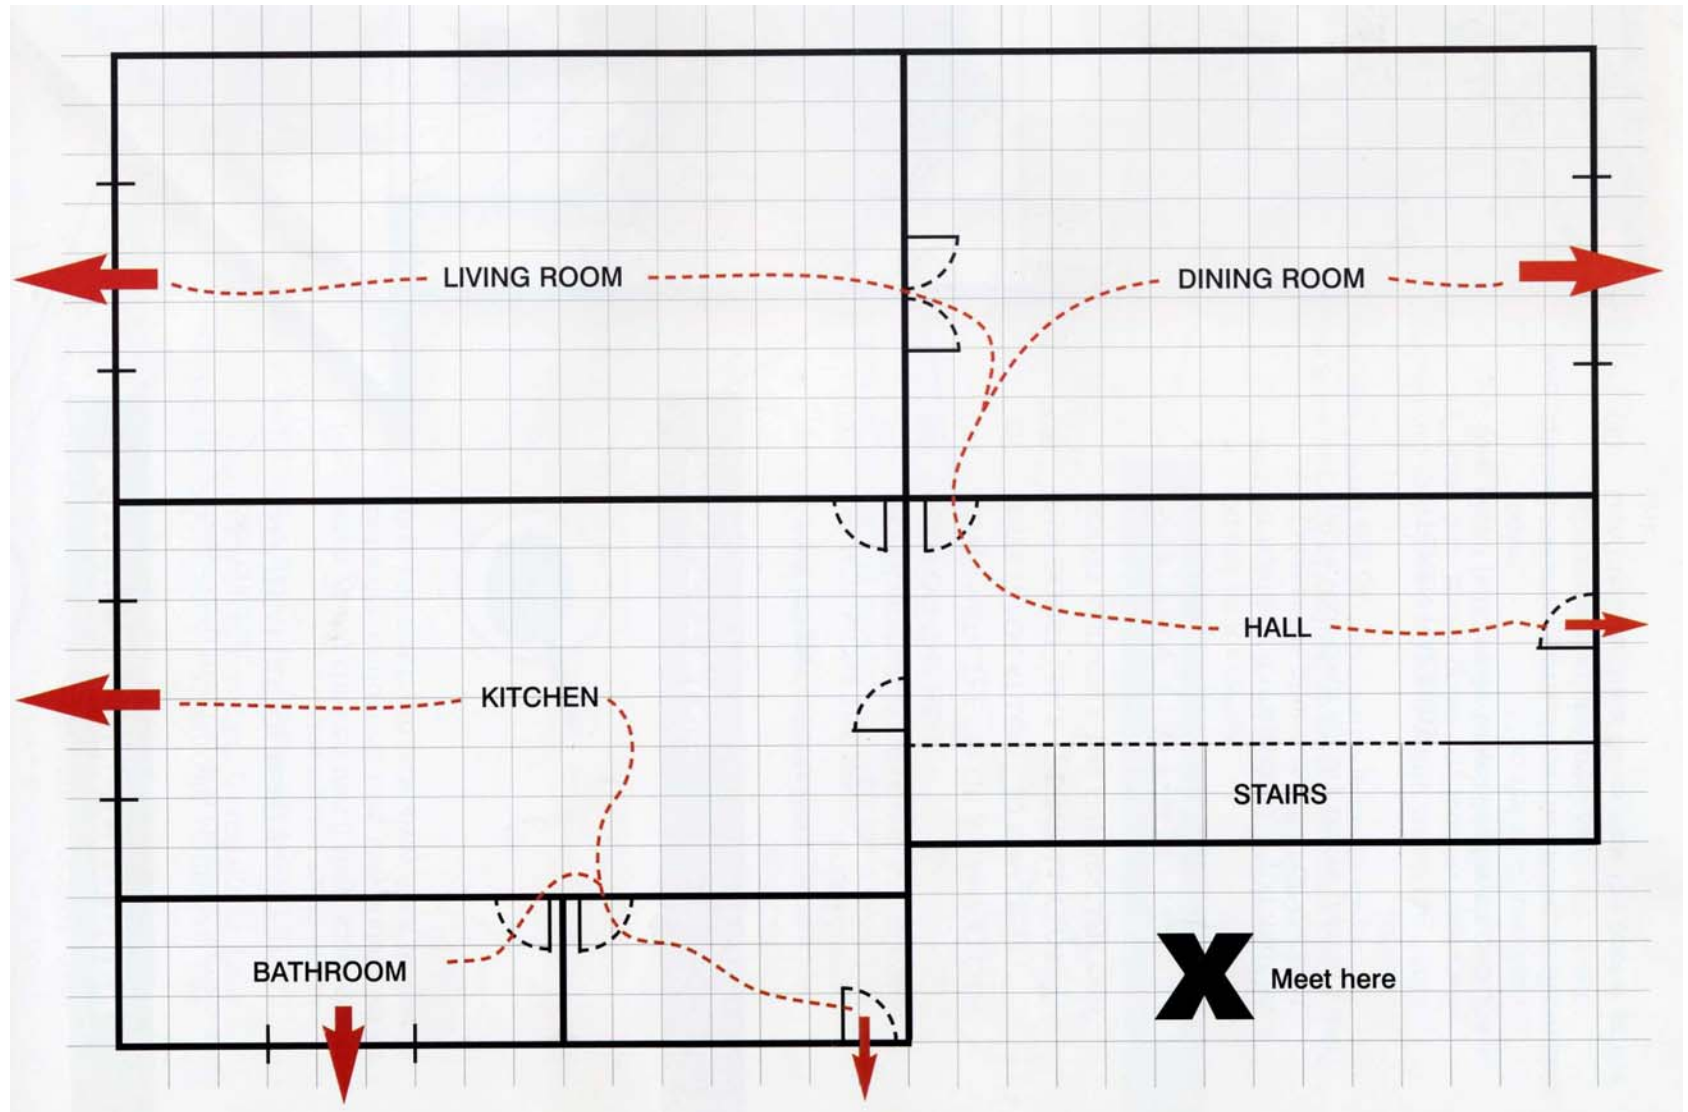 LIVING ROOM
DINING ROOM
HALL
KITCHEN
STAIRS
BATHROOM
X
Meet here